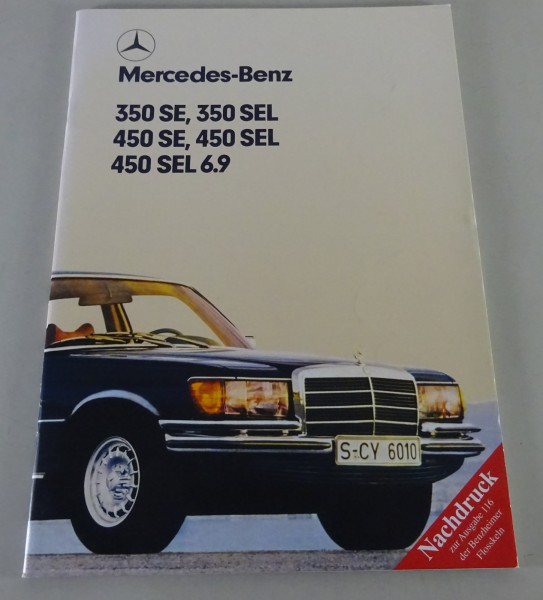 Mercedes-Benz
350 SE, 350 SEL
450 SE, 450 SEL
450 SEL 6.9
S-CY 6010
Nachdruck
zur Ausgabe 116
der Benzheimer
Floskeln